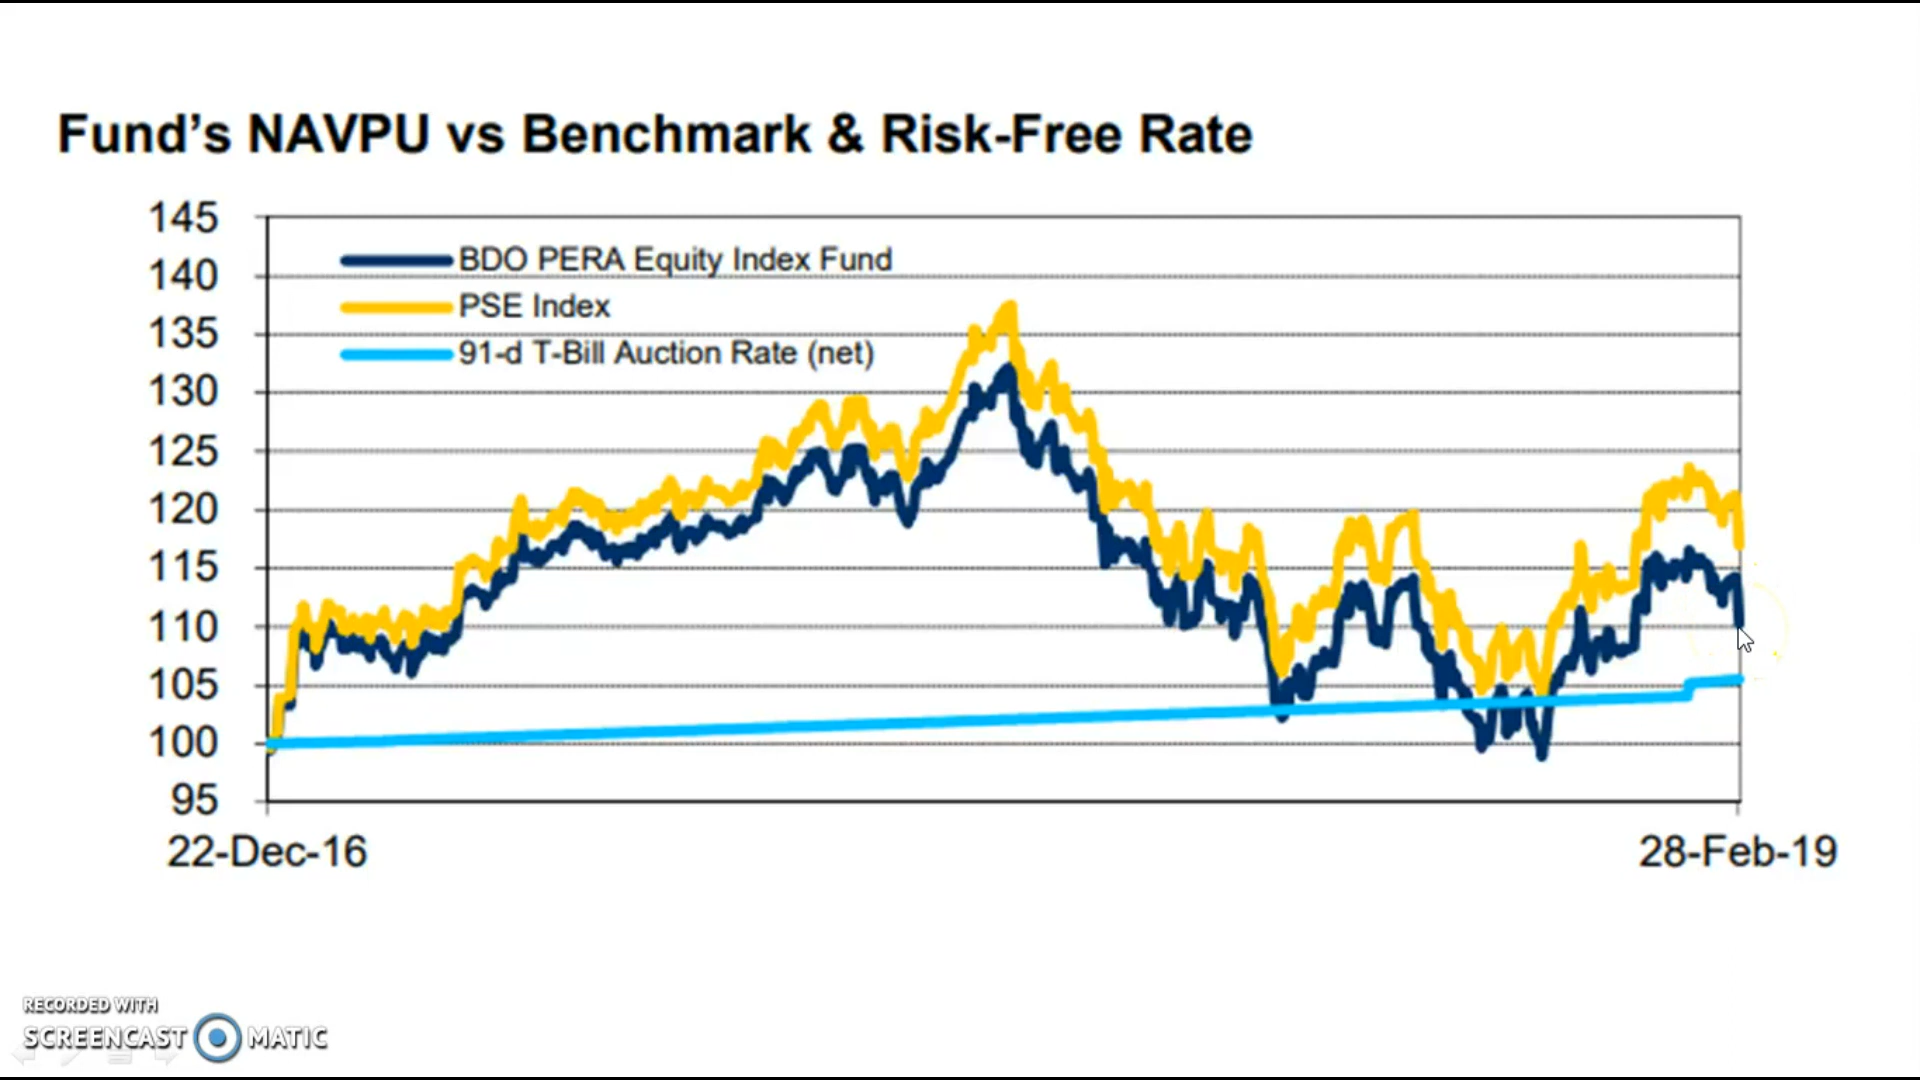 Fund’s NAVPU vs Benchmark & Risk-Free Rate
145
140
135
130
125
120
115
110
105
100
95
BDO PERA Equity Index Fund
PSE Index
91-d T-Bill Auction Rate (net)
22-Dec-16
28-Feb-19
RECORDED WITH
SCREENCAST MATIC